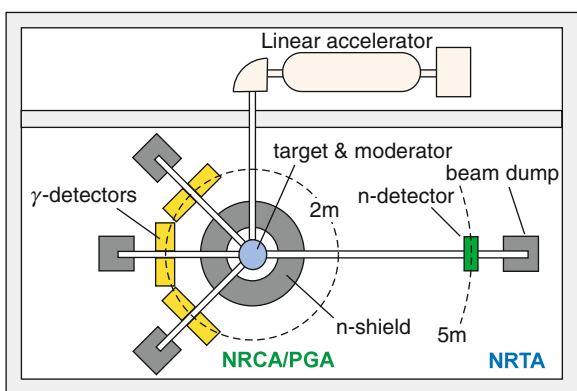 Linear accelerator
target & moderator
beam dump
γ-detectors
n-detector
2m
n-shield
5m
NRCA/PGA
NRTA